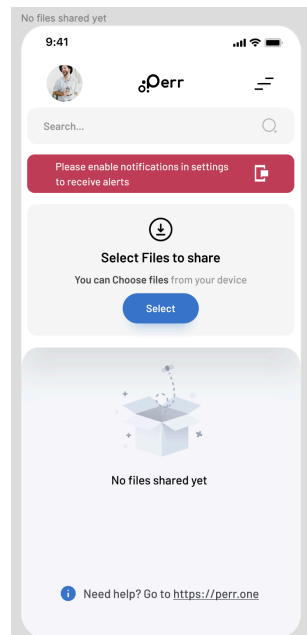 No files shared yet
9:41
Perr
Search...
Please enable notifications in settings
to receive alerts
Select Files to share
You can Choose files from your device
Select
No files shared yet
Need help? Go to https://perr.one